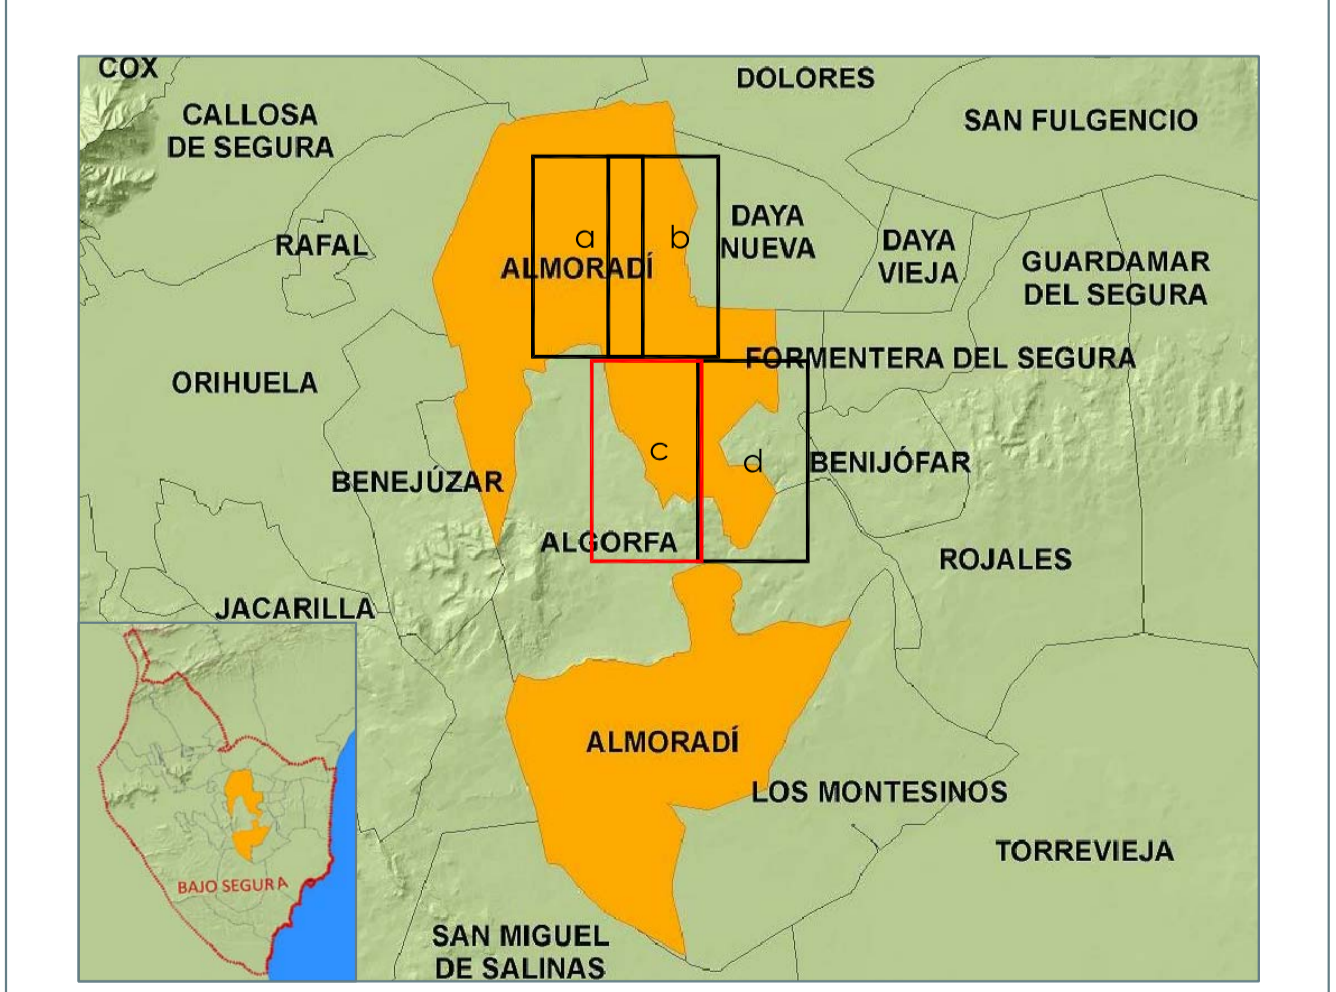 COX
DOLORES
CALLOSA
DE SEGURA
SAN FULGENCIO
RAFAL
a
b
DAYA
NUEVA
DAYA
VIEJA
ALMORADÍ
GUARDAMAR
DEL SEGURA
FORMENTERA DEL SEGURA
ORIHUELA
c
d
BENIJÓFAR
BENEJÚZAR
ALGORFA
ROJALES
JACARILLA
ALMORADÍ
LOS MONTESINOS
TORREVIEJA
BAJO SEGURA
SAN MIGUEL
DE SALINAS